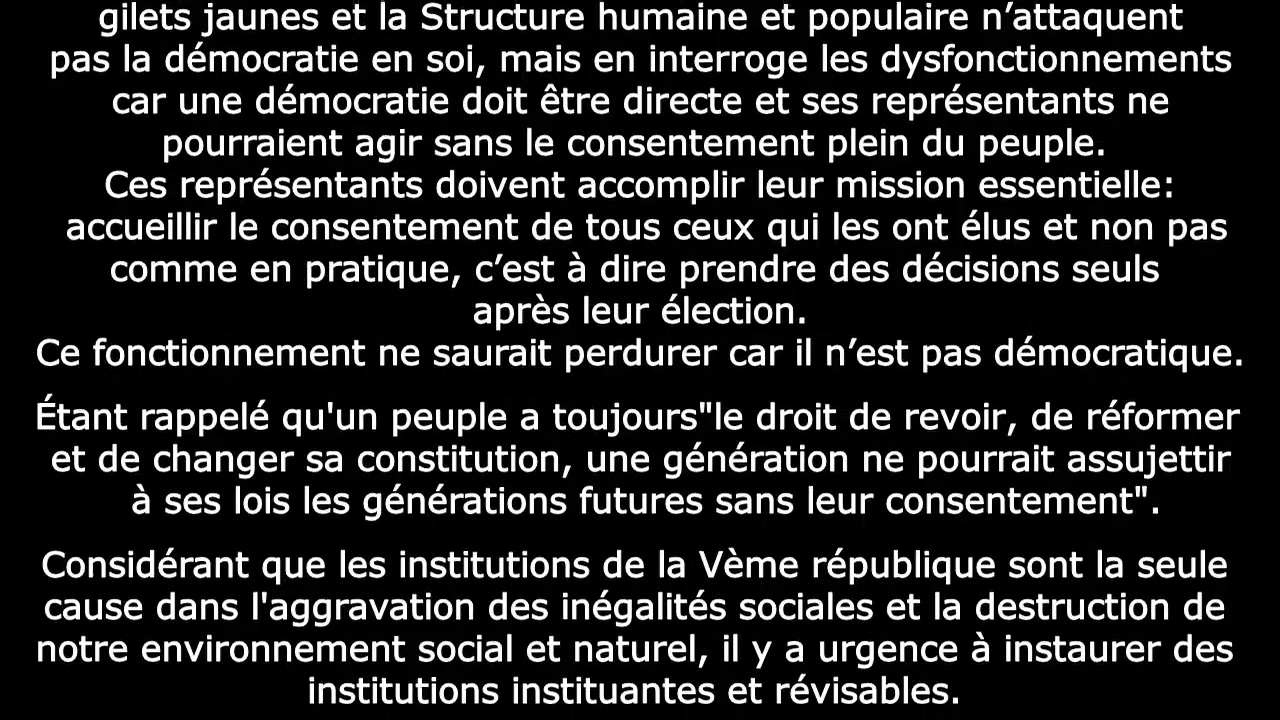 gilets jaunes et la Structure humaine et populaire n’attaquent
pas la démocratie en soi, mais en interroge les dysfonctionnements
car une démocratie doit être directe et ses représentants ne
pourraient agir sans le consentement plein du peuple.
Ces représentants doivent accomplir leur mission essentielle:
accueillir le consentement de tous ceux qui les ont élus et non pas
comme en pratique, c’est à dire prendre des décisions seuls
après leur élection.
Ce fonctionnement ne saurait perdurer car il n’est pas démocratique.
Étant rappelé qu'un peuple a toujours"le droit de revoir, de réformer
et de changer sa constitution, une génération ne pourrait assujettir
à ses lois les générations futures sans leur consentement".
Considérant que les institutions de la Vème république sont la seule
cause dans l'aggravation des inégalités sociales et la destruction de
notre environnement social et naturel, il y a urgence à instaurer des
institutions instituantes et révisables.